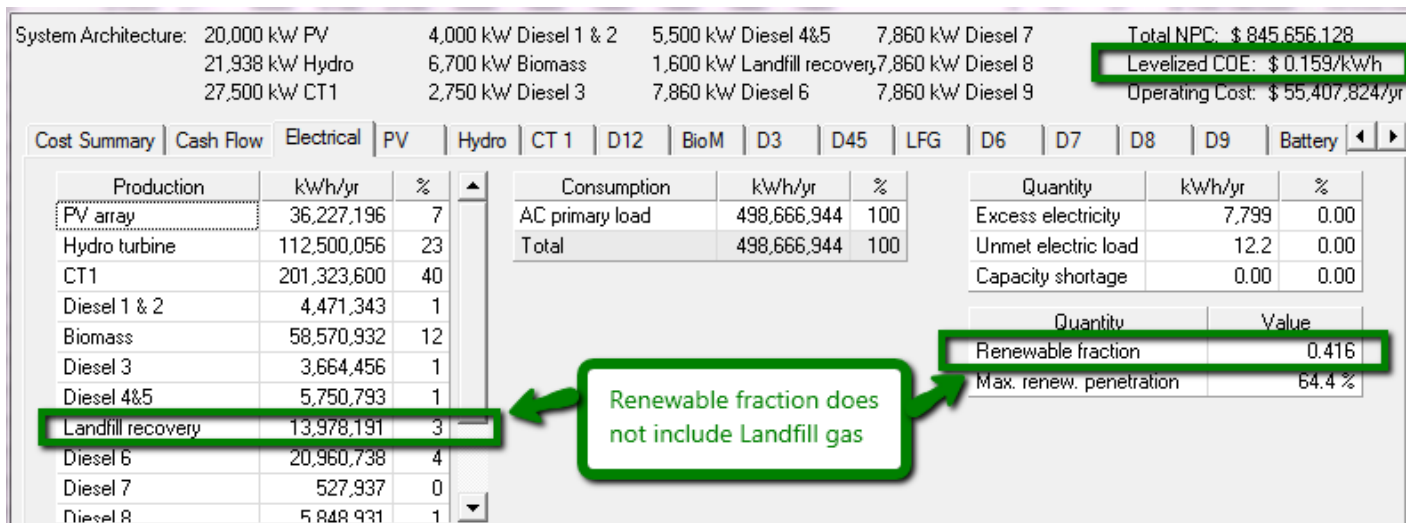 System Architecture: 20,000 kW PV 4,000 kW Diesel 1 & 2 5,500 kW Diesel 4&5 7,860 kW Diesel 7 Total NPC: $ 845,656,128
21,938 kW Hydro 6,700 kW Biomass 1,600 kW Landfill recovery 7,860 kW Diesel 8 Levelized COE: $ 0.159/kWh
27,500 kW CT1 2,750 kW Diesel 3 7,860 kW Diesel 6 7,860 kW Diesel 9 Operating Cost: $ 55,407,824/yr
Cost Summary Cash Flow Electrical PV Hydro CT 1 D12 BioM D3 D45 LFG D6 D7 D8 D9 Battery
Production kWh/yr %
PV array 36,227,196 7
Hydro turbine 112,500,056 23
CT1 201,323,600 40
Diesel 1 & 2 4,471,343 1
Biomass 58,570,932 12
Diesel 3 3,664,456 1
Diesel 4&5 5,750,793 1
Landfill recovery 13,978,191 3
Diesel 6 20,960,738 4
Diesel 7 527,937 0
Diesel 8 5,848,931 1
Consumption kWh/yr %
AC primary load 498,666,944 100
Total 498,666,944 100
Quantity kWh/yr %
Excess electricity 7,799 0.00
Unmet electric load 12.2 0.00
Capacity shortage 0.00 0.00
Quantity Value
Renewable fraction 0.416
Max. renew. penetration 64.4 %
Renewable fraction does
not include Landfill gas